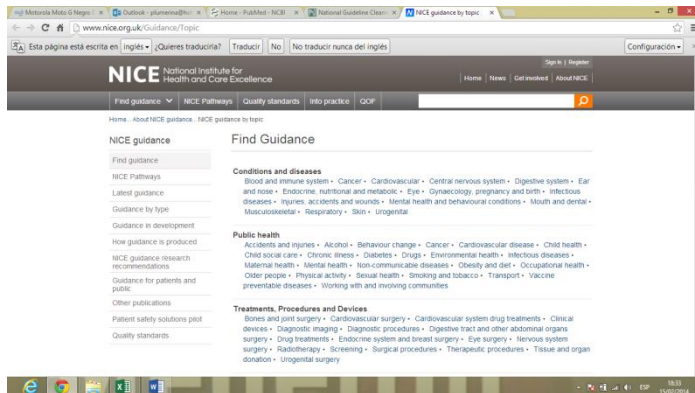 Motorola Moto G Negro
Outlook - plumerina@hot
Home - PubMed - NCBI
National Guideline Clearin
NICE guidance by topic
www.nice.org.uk/Guidance/Topic
Esta página está escrita en inglés ¿Quieres traducirla? Traducir No No traducir nunca del inglés Configuración
Sign In | Register
NICE National Institute for
Health and Care Excellence
Home | News | Get involved | About NICE
Find guidance NICE Pathways Quality standards Into practice QOF
Home . About NICE guidance . NICE guidance by topic
NICE guidance
Find guidance
NICE Pathways
Latest guidance
Guidance by type
Guidance in development
How guidance is produced
NICE guidance research
recommendations
Guidance for patients and
public
Other publications
Patient safety solutions pilot
Quality standards
Find Guidance
Conditions and diseases
Blood and immune system • Cancer • Cardiovascular • Central nervous system • Digestive system • Ear
and nose • Endocrine, nutritional and metabolic • Eye • Gynaecology, pregnancy and birth • Infectious
diseases • Injuries, accidents and wounds • Mental health and behavioural conditions • Mouth and dental •
Musculoskeletal • Respiratory • Skin • Urogenital
Public health
Accidents and injuries • Alcohol • Behaviour change • Cancer • Cardiovascular disease • Child health •
Child social care • Chronic illness • Diabetes • Drugs • Environmental health • Infectious diseases •
Maternal health • Mental health • Non-communicable diseases • Obesity and diet • Occupational health •
Older people • Physical activity • Sexual health • Smoking and tobacco • Transport • Vaccine
preventable diseases • Working with and involving communities
Treatments, Procedures and Devices
Bones and joint surgery • Cardiovascular surgery • Cardiovascular system drug treatments • Clinical
devices • Diagnostic imaging • Diagnostic procedures • Digestive tract and other abdominal organs
surgery • Drug treatments • Endocrine system and breast surgery • Eye surgery • Nervous system
surgery • Radiotherapy • Screening • Surgical procedures • Therapeutic procedures • Tissue and organ
donation • Urogenital surgery
ESP
18:33
15/02/2014